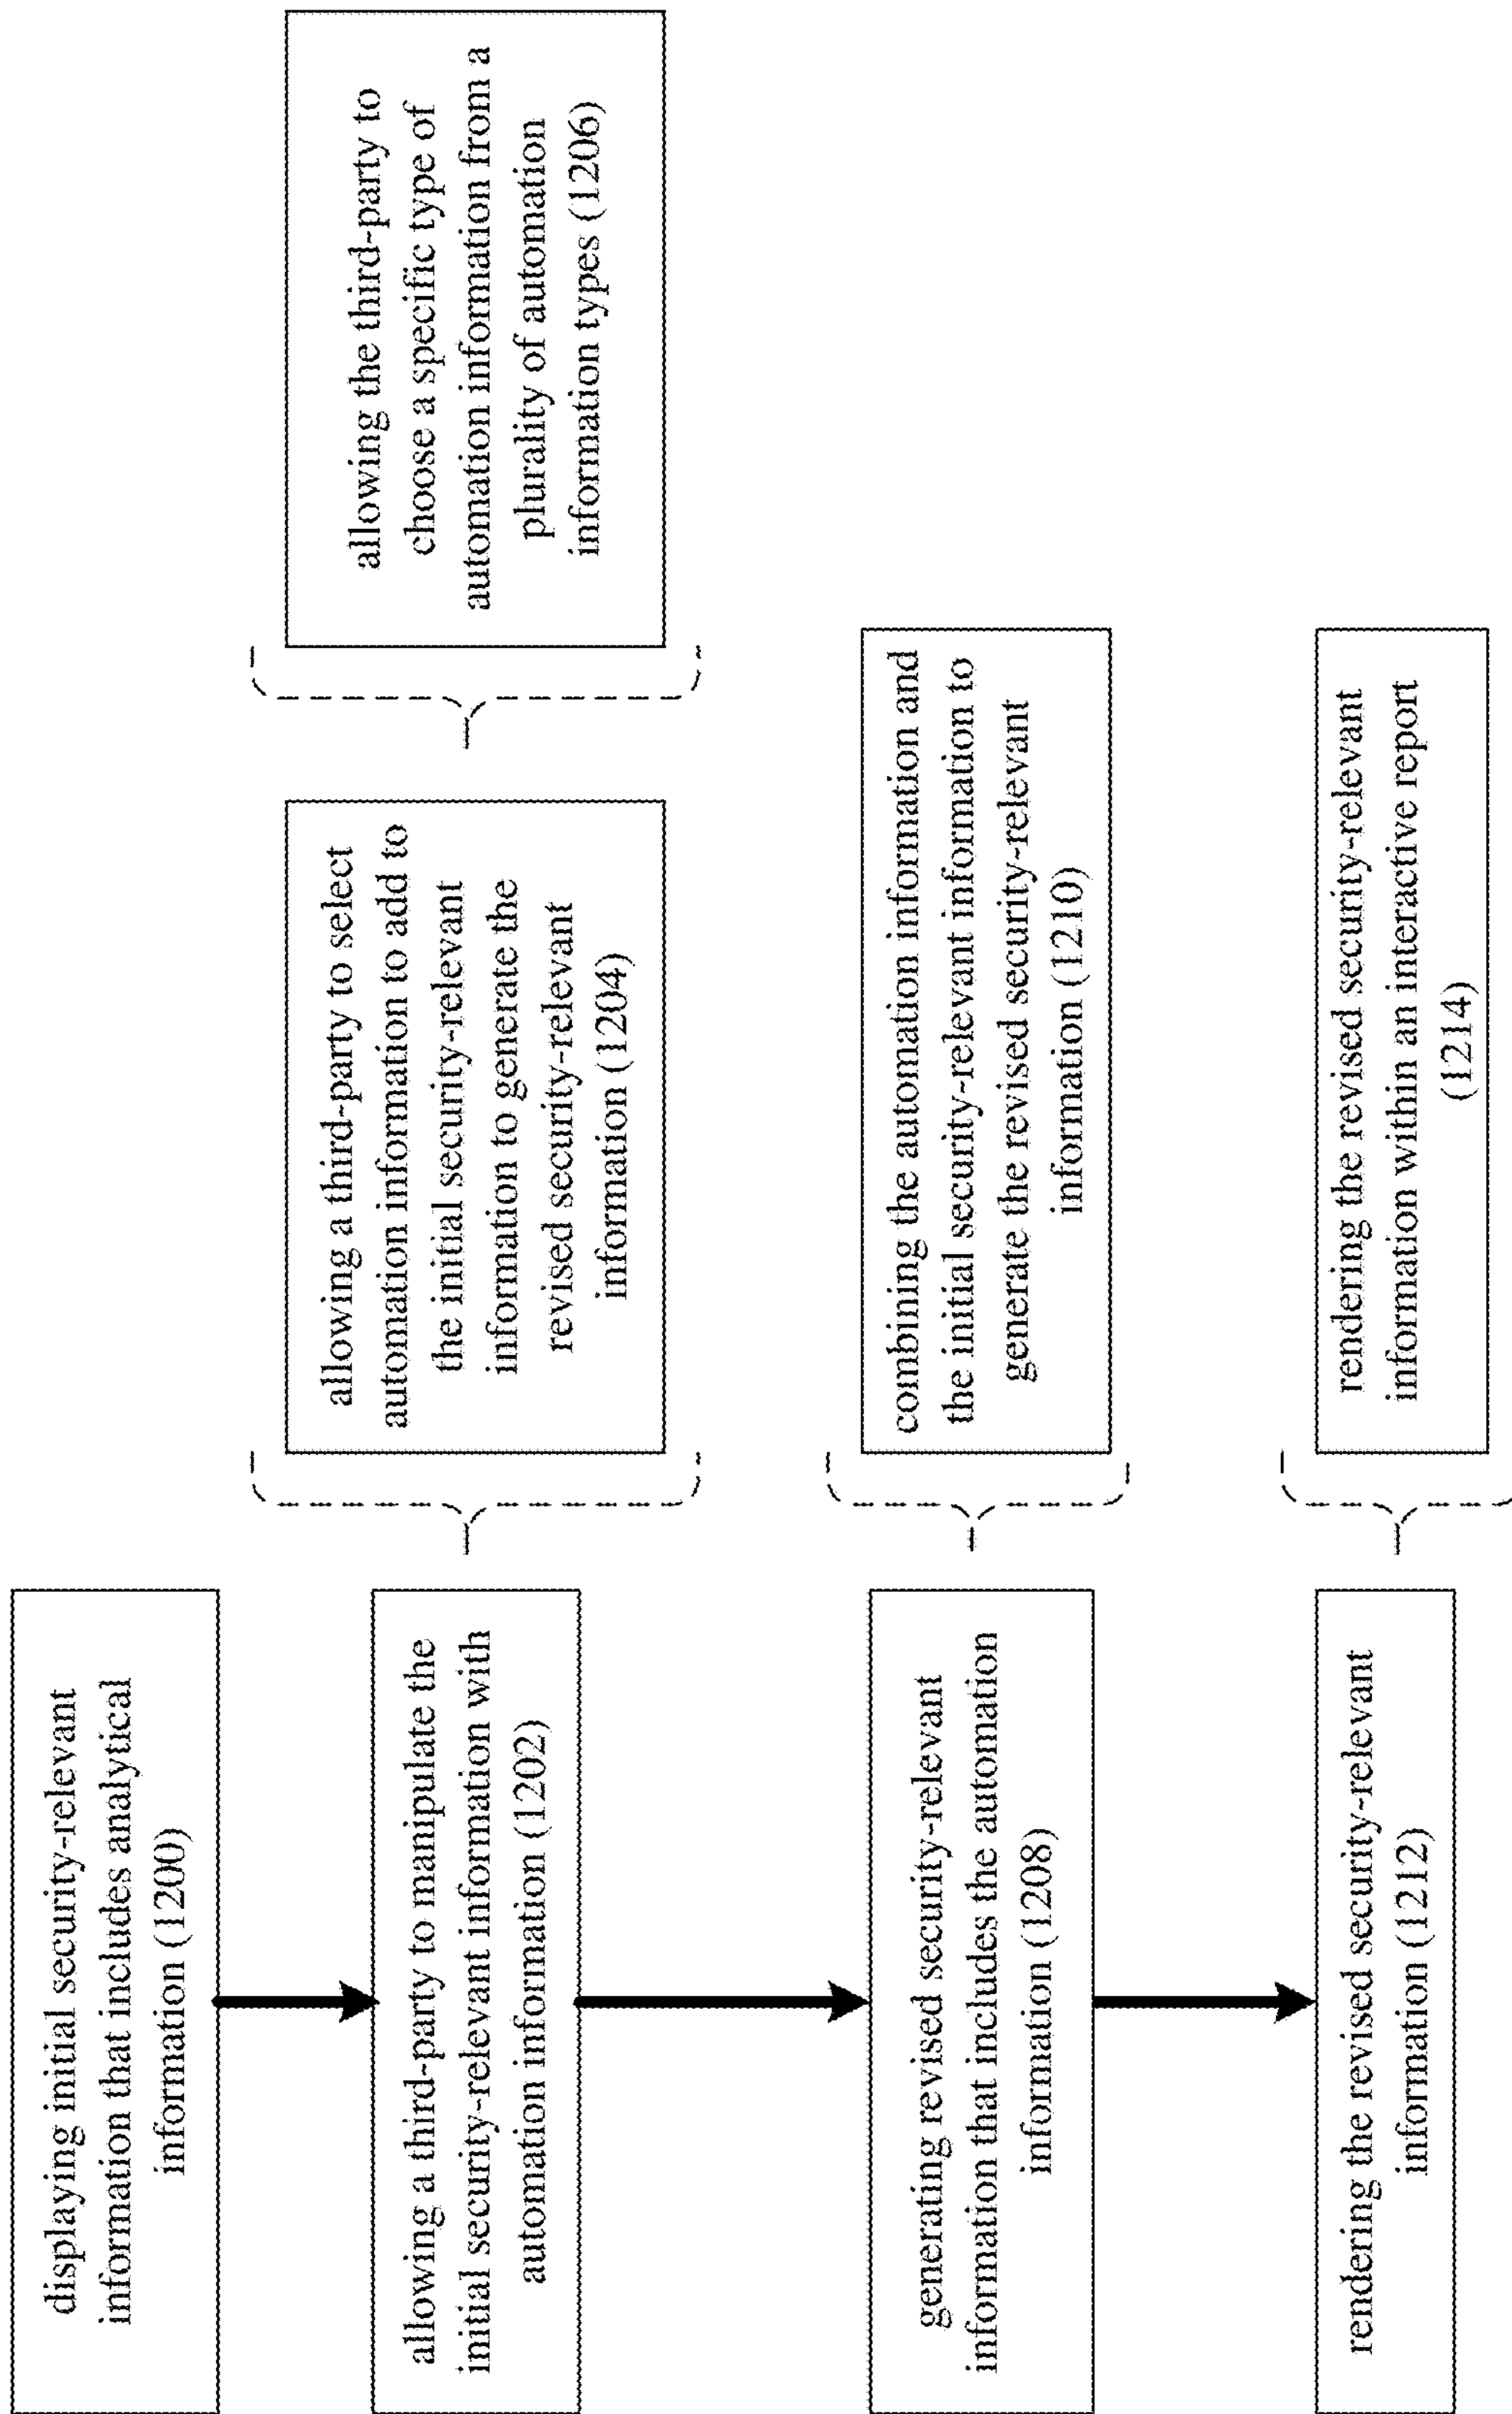 displaying initial security-relevant
information that includes analytical
information (1200)
allowing a third-party to manipulate the
initial security-relevant information with
automation information (1202)
allowing a third-party to select
automation information to add to
the initial security-relevant
information to generate the
revised security-relevant
information (1204)
allowing the third-party to
choose a specific type of
automation information from a
plurality of automation
information types (1206)
generating revised security-relevant
information that includes the automation
information (1208)
combining the automation information and
the initial security-relevant information to
generate the revised security-relevant
information (1210)
rendering the revised security-relevant
information (1212)
rendering the revised security-relevant
information within an interactive report
(1214)